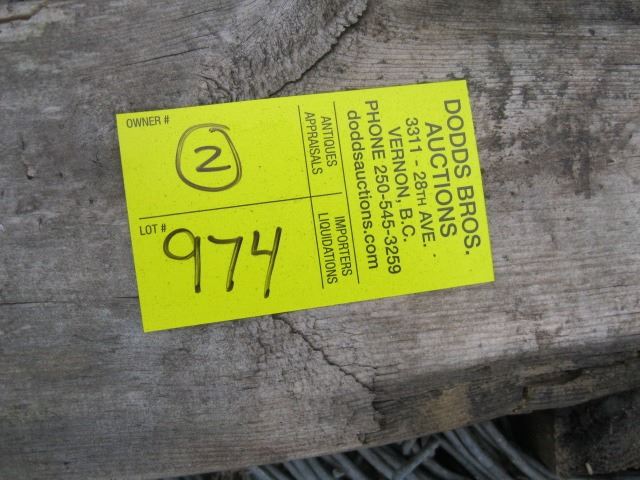 DODDS BROS.
AUCTIONS
3311 - 28TH AVE.
VERNON, B.C.
PHONE 250-545-3259
doddsauctions.com
ANTIQUES
APPRAISALS
IMPORTERS
LIQUIDATIONS
OWNER #
2
LOT #
974